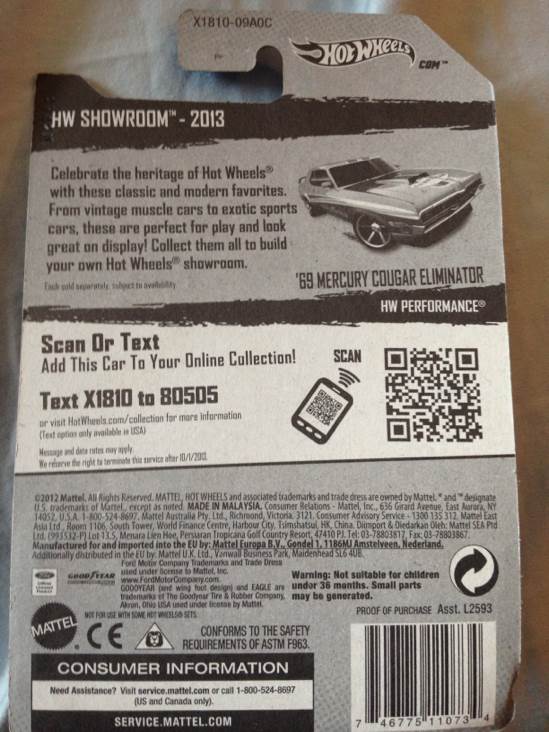 X1810-09A0C
HOT WHEELS
COM™
HW SHOWROOM™ - 2013
Celebrate the heritage of Hot Wheels®
with these classic and modern favorites.
From vintage muscle cars to exotic sports
cars, these are perfect for play and look
great on display! Collect them all to build
your own Hot Wheels® showroom.
Each sold separately, subject to availability
'69 MERCURY COUGAR ELIMINATOR
HW PERFORMANCE®
Scan Or Text
Add This Car To Your Online Collection!
SCAN
Text X1810 to 80505
or visit HotWheels.com/collection for more information
(Text option only available in USA)
Message and data rates may apply.
We reserve the right to terminate this service after 10/1/2013.
©2012 Mattel. All Rights Reserved. MATTEL, HOT WHEELS and associated trademarks and trade dress are owned by Mattel. ® and ™ designate
U.S. trademarks of Mattel, except as noted. MADE IN MALAYSIA. Consumer Relations - Mattel, Inc., 636 Girard Avenue, East Aurora, NY
14052, U.S.A. 1-800-524-8697. Mattel Australia Pty. Ltd., Richmond, Victoria. 3121. Consumer Advisory Service - 1300 135 312. Mattel East
Asia Ltd., Room 1106, South Tower, World Finance Centre, Harbour City, Tsimshatsui, HK, China. Diimport & Diedarkan Oleh: Mattel SEA Ptd
Ltd. (993532-P) Lot 13.5, Menara Lien Hoe, Persiaran Tropicana Golf Country Resort, 47410 PJ. Tel: 03-78803817, Fax: 03-78803867.
Manufactured for and imported into the EU by: Mattel Europa B.V., Gondel 1, 1186MJ Amstelveen, Nederland.
Additionally distributed in the EU by: Mattel U.K. Ltd., Vanwall Business Park, Maidenhead SL6 4UB.
Ford Motor Company Trademarks and Trade Dress
used under license to Mattel, Inc.
www.FordMotorCompany.com.
GOODYEAR (and wing foot design) and EAGLE are
trademarks of The Goodyear Tire & Rubber Company,
Akron, Ohio USA used under license by Mattel.
GOODYEAR
Warning: Not suitable for children
under 36 months. Small parts
may be generated.
NOT FOR USE WITH SOME HOT WHEELS® SETS.
PROOF OF PURCHASE Asst. L2593
MATTEL
CE
CONFORMS TO THE SAFETY
REQUIREMENTS OF ASTM F963.
CONSUMER INFORMATION
Need Assistance? Visit service.mattel.com or call 1-800-524-8697
(US and Canada only).
SERVICE.MATTEL.COM
7 46775 11073 4